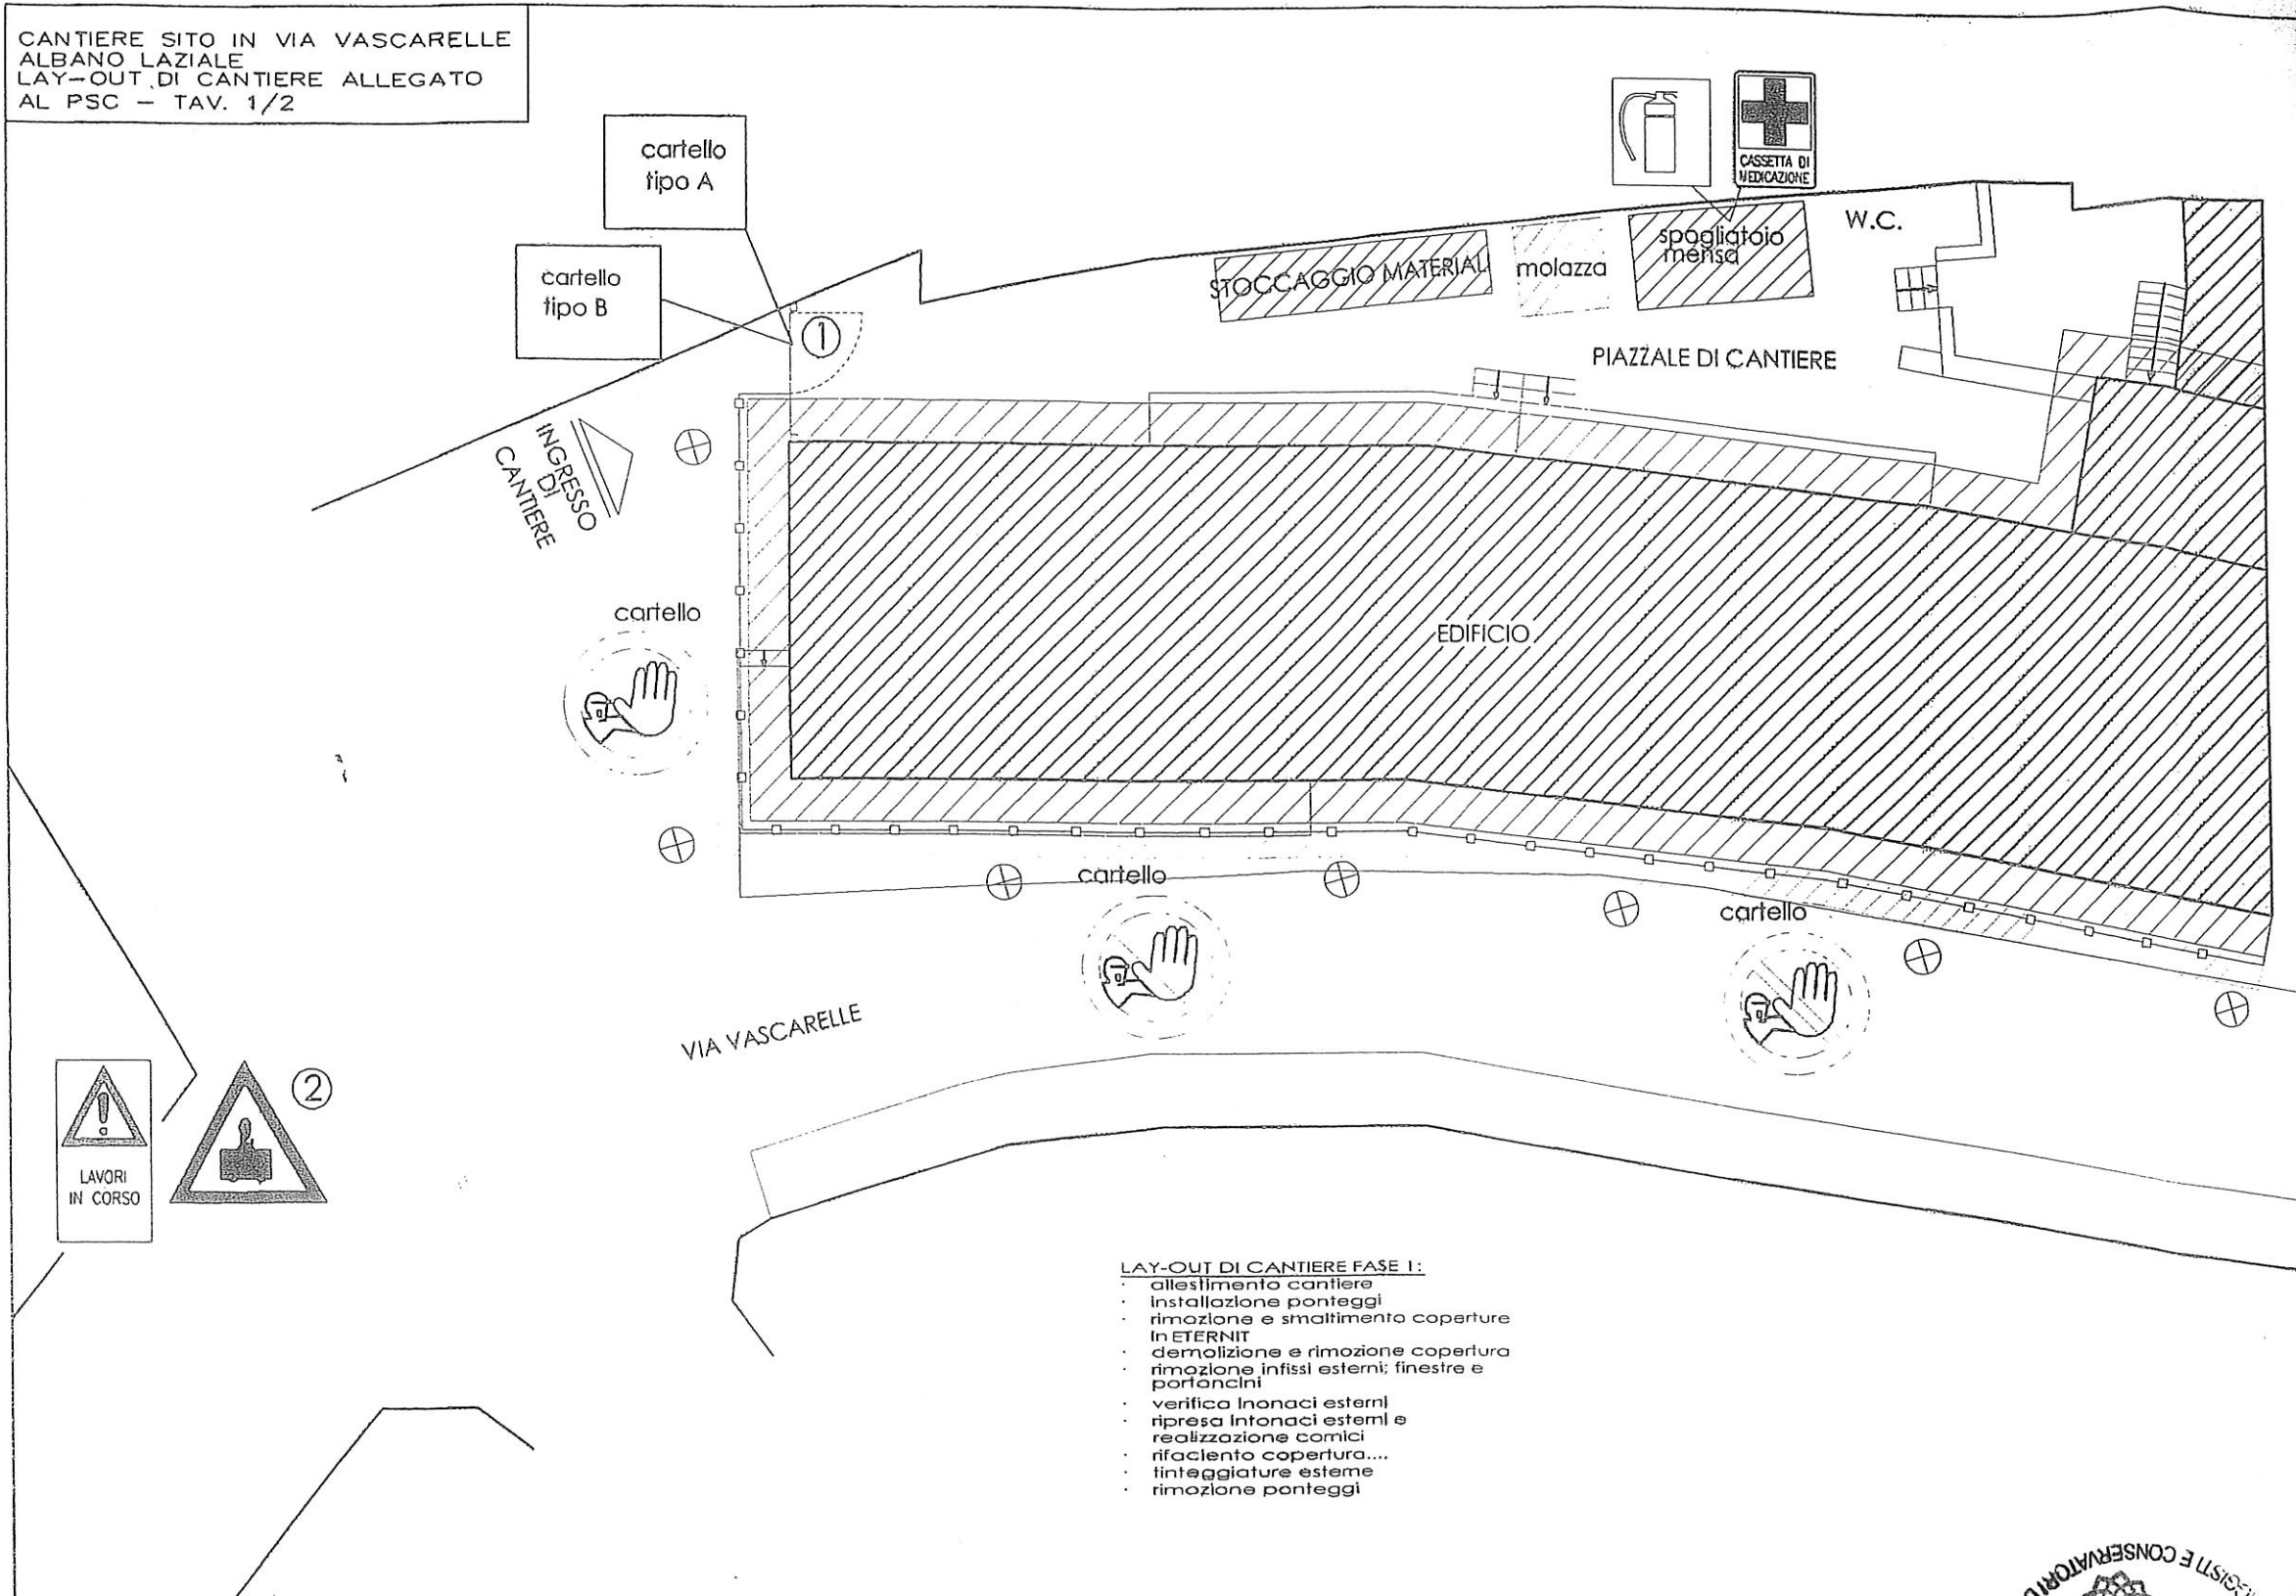 CANTIERE SITO IN VIA VASCARELLE
ALBANO LAZIALE
LAY-OUT DI CANTIERE ALLEGATO
AL PSC - TAV. 1/2
cartello
tipo A
cartello
tipo B
1
CASSETTA DI
MEDICAZIONE
STOCCAGGIO MATERIAL
molazza
spogliatoio
mensa
W.C.
PIAZZALE DI CANTIERE
INGRESSO
DI
CANTIERE
cartello
EDIFICIO
cartello
cartello
VIA VASCARELLE
2
LAVORI
IN CORSO
LAY-OUT DI CANTIERE FASE 1:
· allestimento cantiere
· installazione ponteggi
· rimozione e smaltimento coperture
in ETERNIT
· demolizione e rimozione copertura
· rimozione infissi esterni; finestre e
portoncini
· verifica inonaci esterni
· ripresa intonaci esterni e
realizzazione cornici
· rifaciento copertura....
· tinteggiature esterne
· rimozione ponteggi
E CONSERVATORI